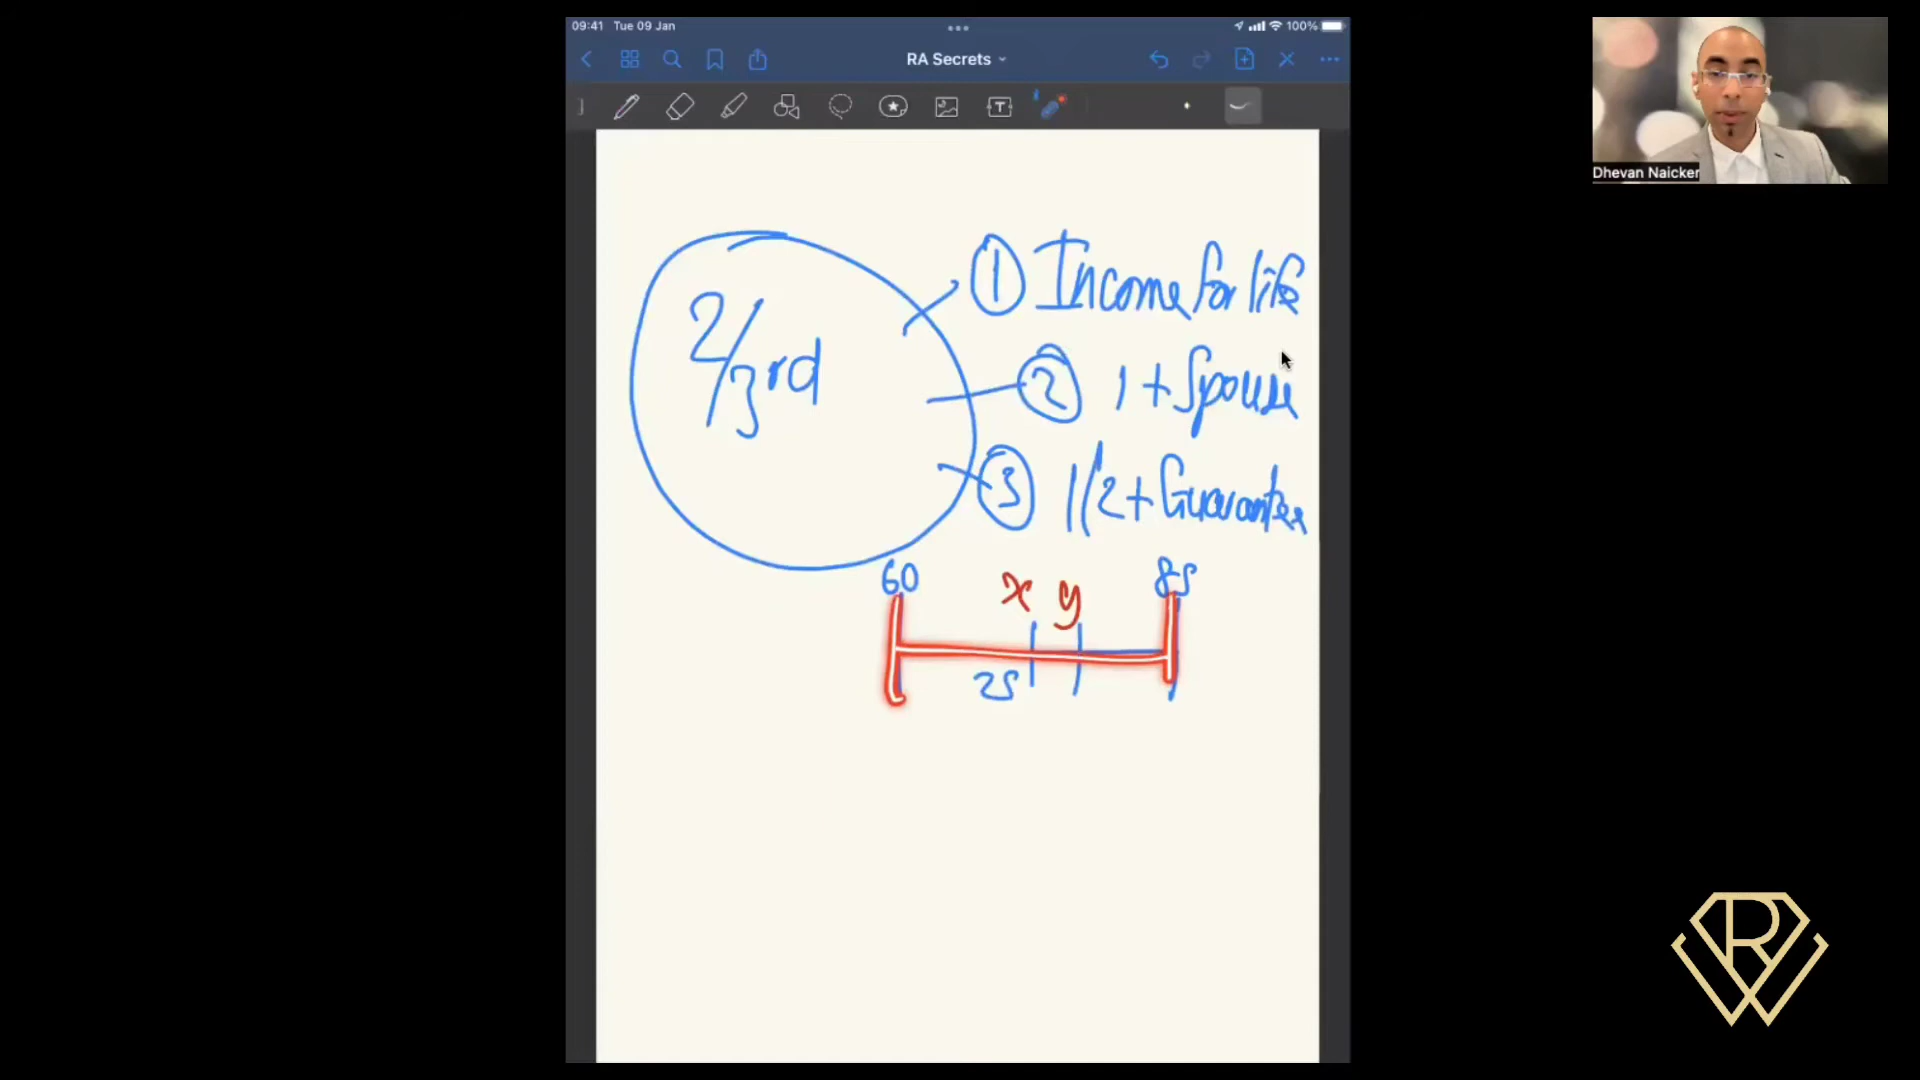 09:41 Tue 09 Jan
100%
RA Secrets
T
Dhevan Naicker
2/3rd
1 Income for life
2 1 + Spouse
3 1/2 + Guarantee
60 x y 85
25
RW